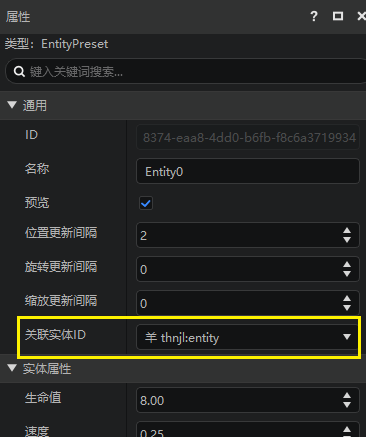 属性 ?
类型: EntityPreset
键入关键词搜索...
通用
ID 8374-eaa8-4dd0-b6fb-f8c6a3719934
名称 Entity0
预览
位置更新间隔 2
旋转更新间隔 0
缩放更新间隔 0
关联实体ID 羊 thnjl:entity
实体属性
生命值 8.00
速度 0.25